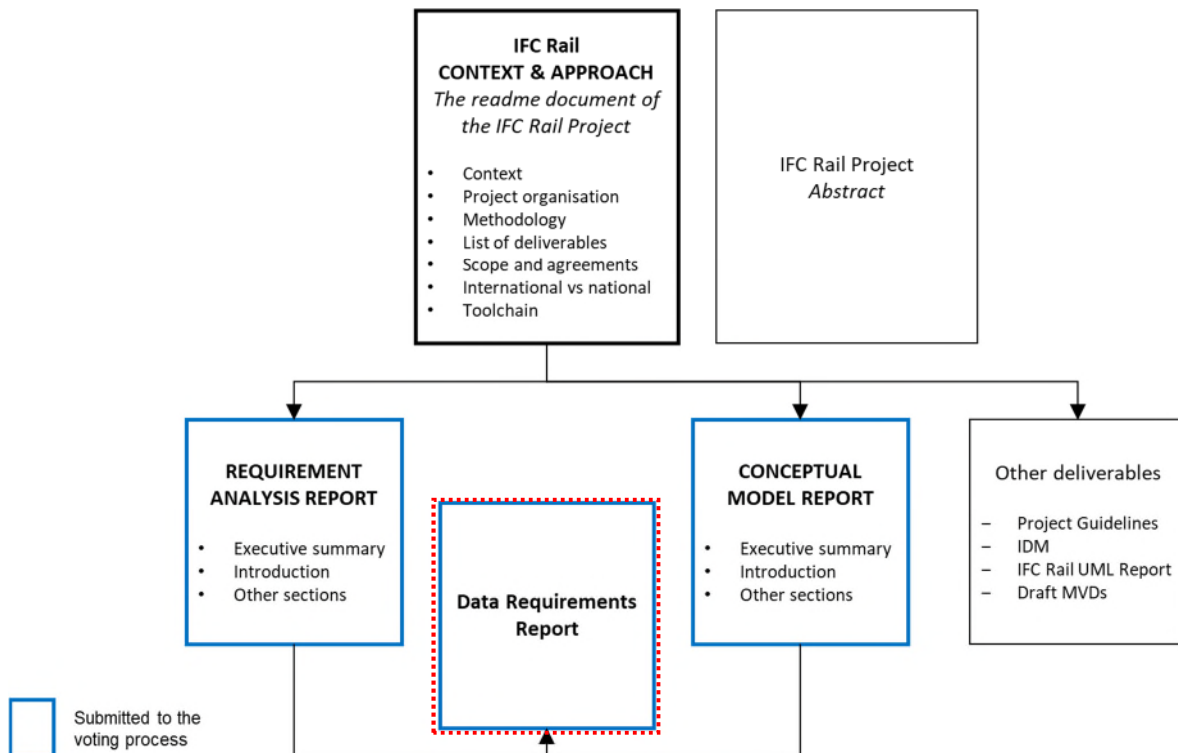 IFC Rail
CONTEXT & APPROACH
The readme document of
the IFC Rail Project
• Context
• Project organisation
• Methodology
• List of deliverables
• Scope and agreements
• International vs national
• Toolchain
IFC Rail Project
Abstract
REQUIREMENT
ANALYSIS REPORT
• Executive summary
• Introduction
• Other sections
Data Requirements
Report
CONCEPTUAL
MODEL REPORT
• Executive summary
• Introduction
• Other sections
Other deliverables
– Project Guidelines
– IDM
– IFC Rail UML Report
– Draft MVDs
Submitted to the
voting process